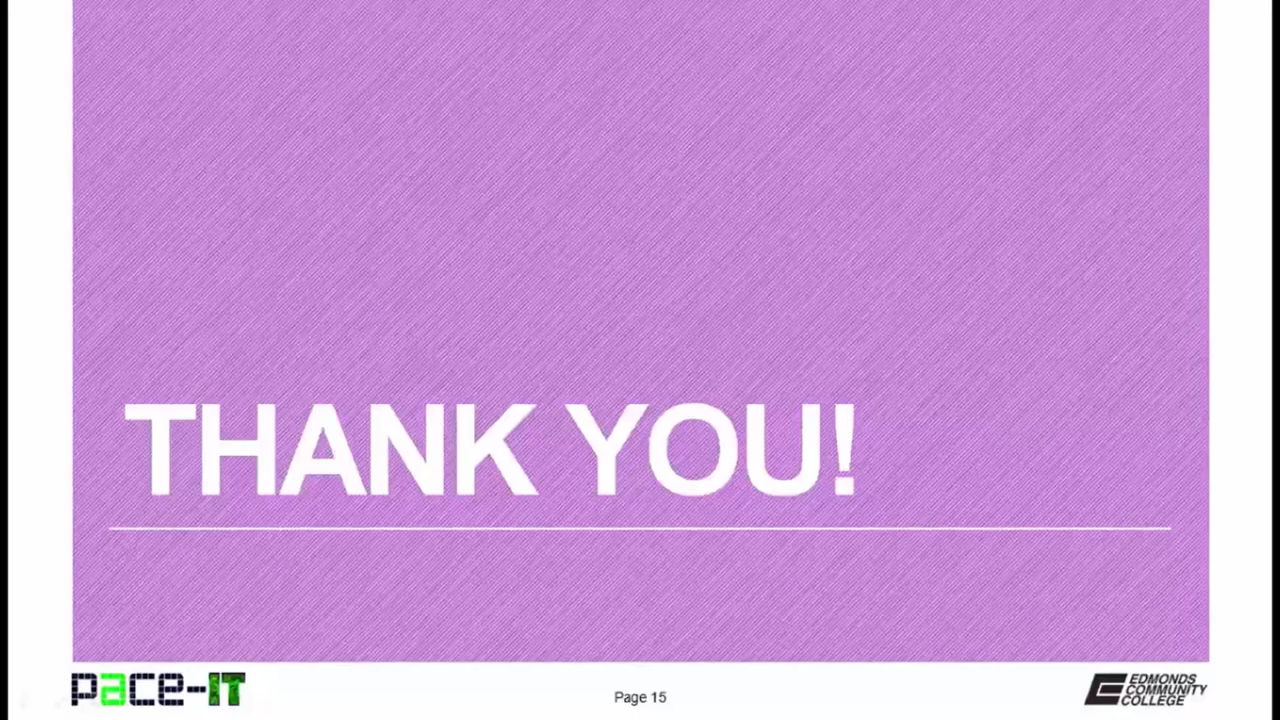 THANK YOU!
pace-IT
Page 15
EDMONDS
COMMUNITY
COLLEGE